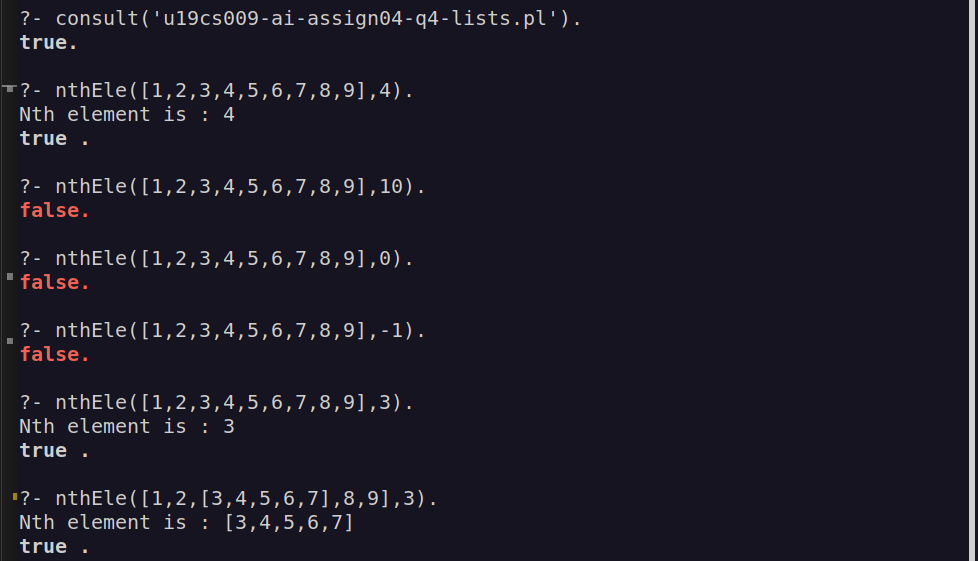 ?- consult('u19cs009-ai-assign04-q4-lists.pl').
true.
?- nthEle([1,2,3,4,5,6,7,8,9],4).
Nth element is : 4
true .
?- nthEle([1,2,3,4,5,6,7,8,9],10).
false.
?- nthEle([1,2,3,4,5,6,7,8,9],0).
false.
?- nthEle([1,2,3,4,5,6,7,8,9],-1).
false.
?- nthEle([1,2,3,4,5,6,7,8,9],3).
Nth element is : 3
true .
?- nthEle([1,2,[3,4,5,6,7],8,9],3).
Nth element is : [3,4,5,6,7]
true .